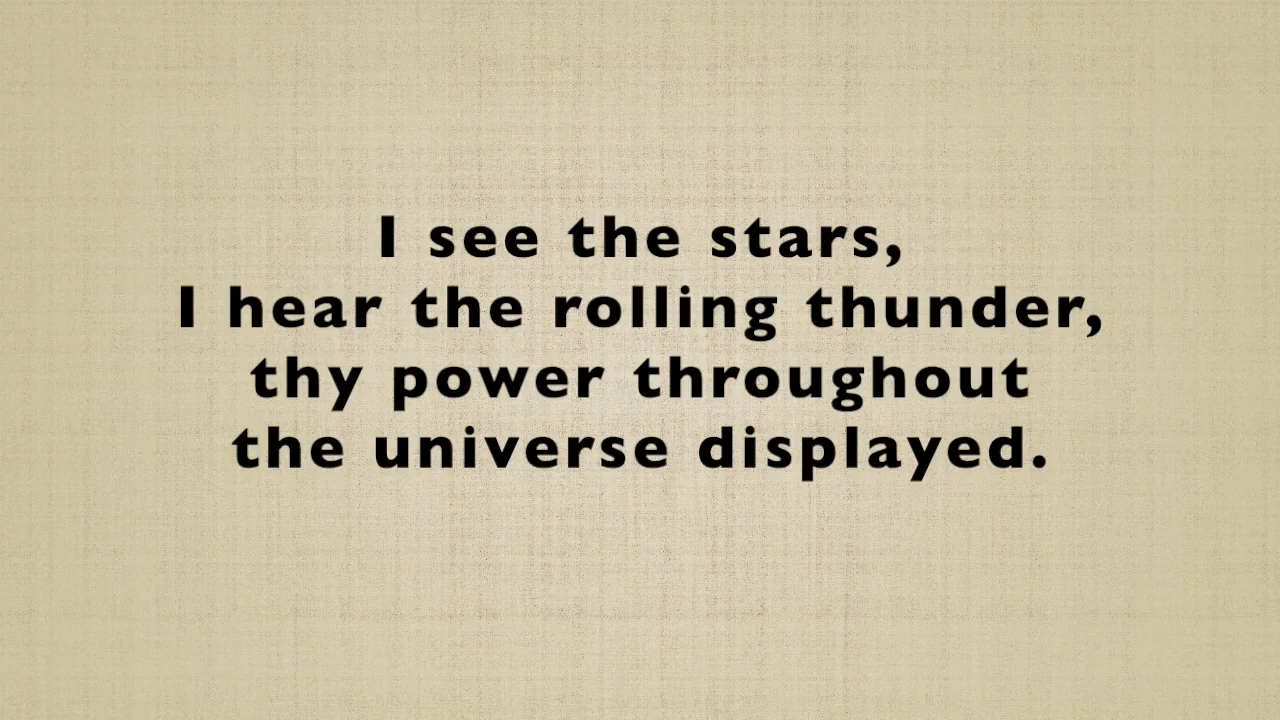 I see the stars,
I hear the rolling thunder,
thy power throughout
the universe displayed.